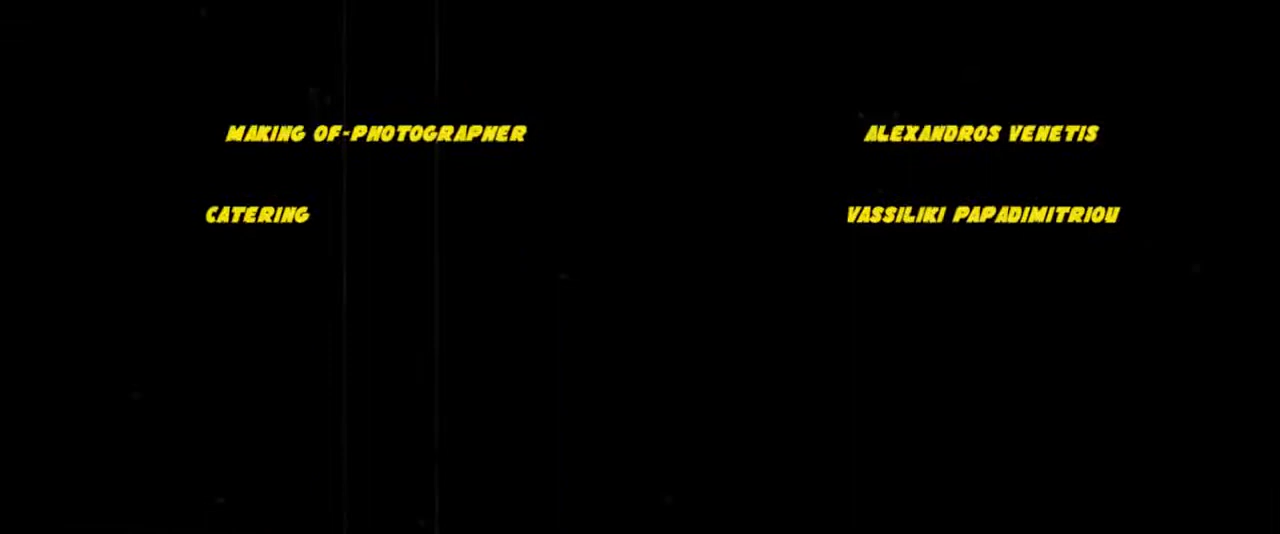 MAKING OF-PHOTOGRAPHER ALEXANDROS VENETIS
CATERING VASSILIKI PAPADIMITRIOU